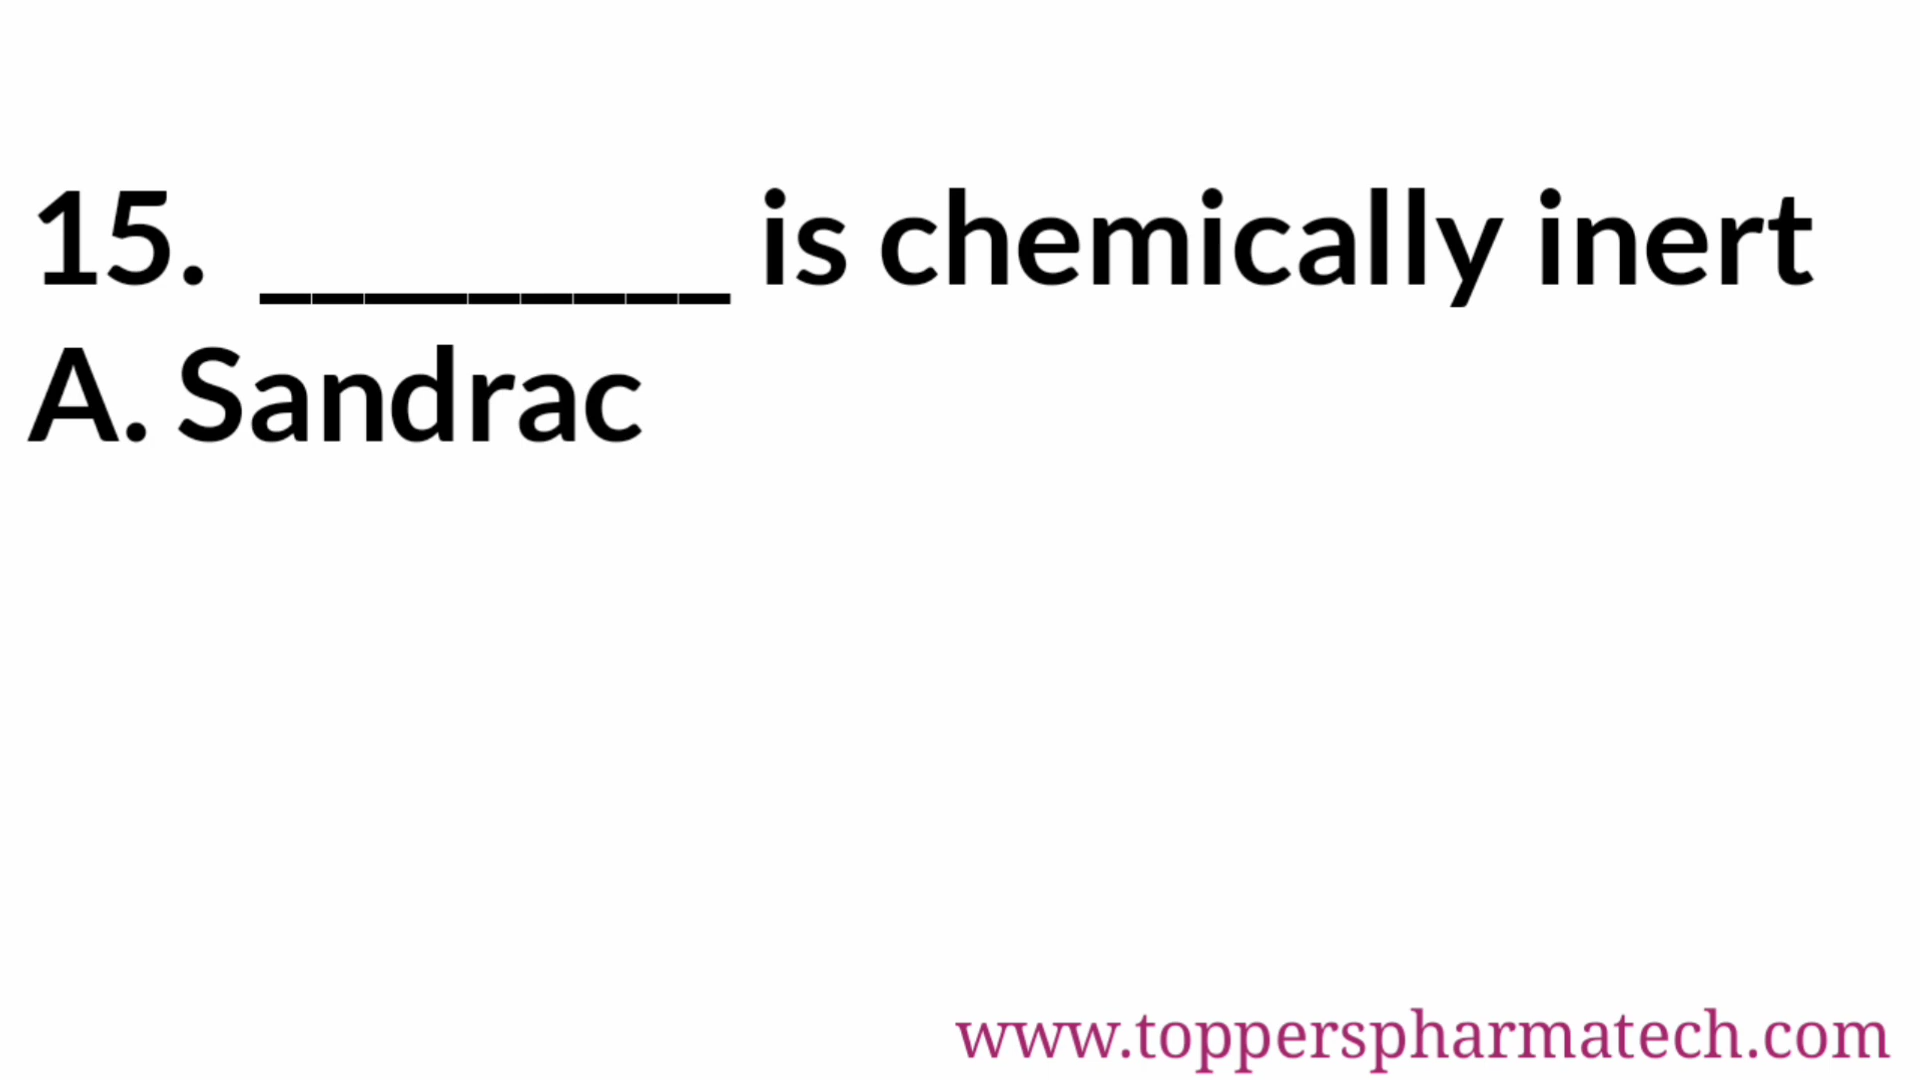 15. _________ is chemically inert
A. Sandrac
www.topperspharmatech.com